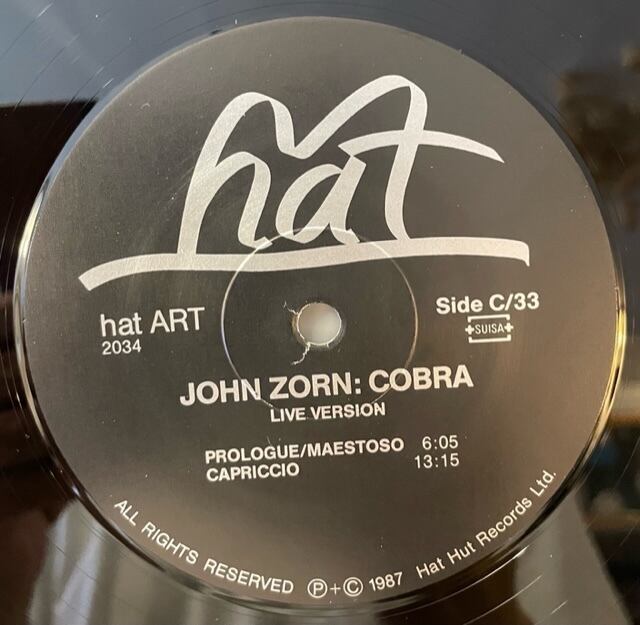 hat
hat ART
2034
Side C/33
SUISA
JOHN ZORN: COBRA
LIVE VERSION
PROLOGUE/MAESTOSO 6:05
CAPRICCIO 13:15
ALL RIGHTS RESERVED Ⓟ+© 1987 Hat Hut Records Ltd.